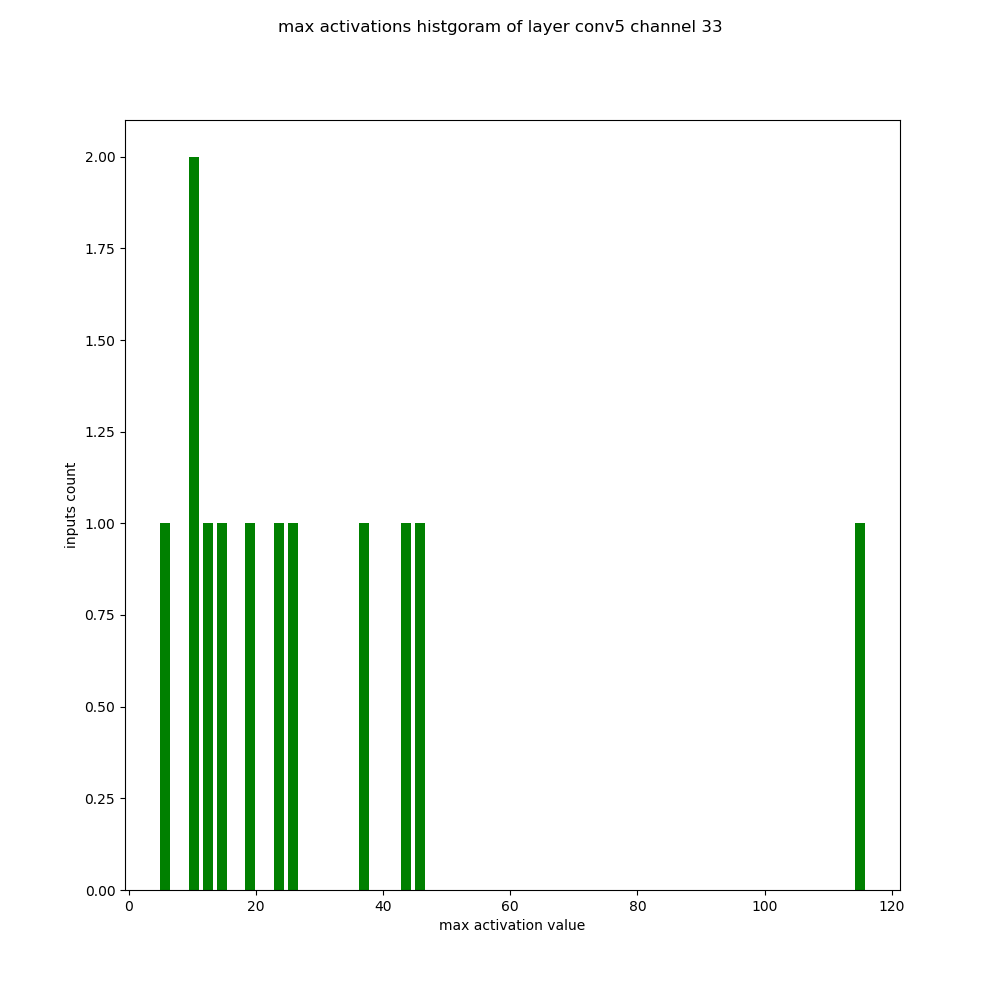 max activations histgoram of layer conv5 channel 33
2.00
1.75
1.50
1.25
1.00
0.75
0.50
0.25
0.00
inputs count
0 20 40 60 80 100 120
max activation value